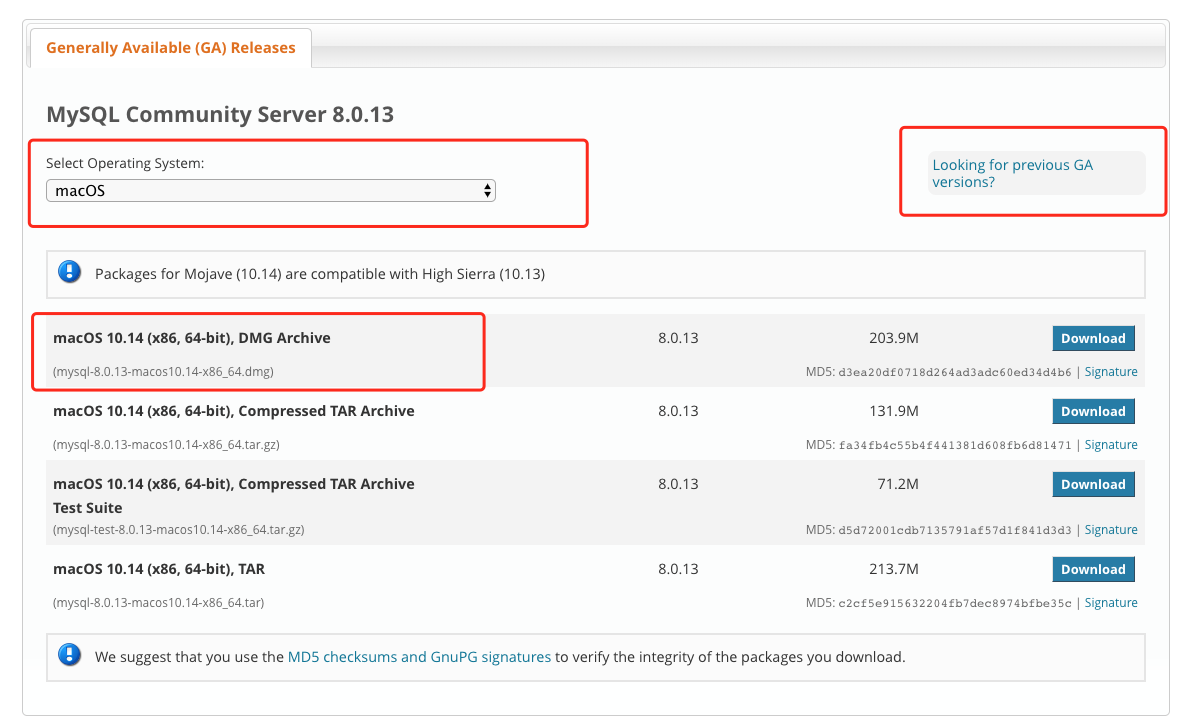 Generally Available (GA) Releases
MySQL Community Server 8.0.13
Select Operating System:
macOS
Looking for previous GA
versions?
Packages for Mojave (10.14) are compatible with High Sierra (10.13)
macOS 10.14 (x86, 64-bit), DMG Archive 8.0.13 203.9M Download
(mysql-8.0.13-macos10.14-x86_64.dmg) MD5: d3ea20df0718d264ad3adc60ed34d4b6 | Signature
macOS 10.14 (x86, 64-bit), Compressed TAR Archive 8.0.13 131.9M Download
(mysql-8.0.13-macos10.14-x86_64.tar.gz) MD5: fa34fb4c55b4f441381d608fb6d81471 | Signature
macOS 10.14 (x86, 64-bit), Compressed TAR Archive 8.0.13 71.2M Download
Test Suite
(mysql-test-8.0.13-macos10.14-x86_64.tar.gz) MD5: d5d72001cdb7135791af57d1f841d3d3 | Signature
macOS 10.14 (x86, 64-bit), TAR 8.0.13 213.7M Download
(mysql-8.0.13-macos10.14-x86_64.tar) MD5: c2cf5e915632204fb7dec8974bfbe35c | Signature
We suggest that you use the MD5 checksums and GnuPG signatures to verify the integrity of the packages you download.